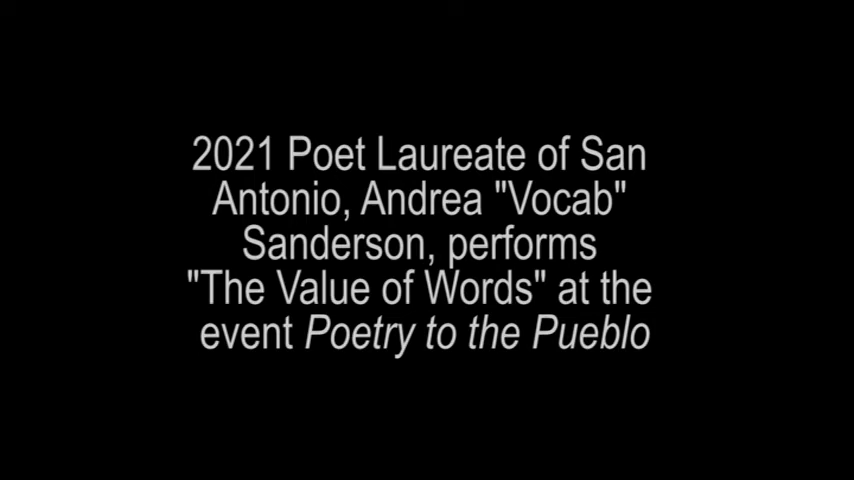 2021 Poet Laureate of San
Antonio, Andrea "Vocab"
Sanderson, performs
"The Value of Words" at the
event Poetry to the Pueblo